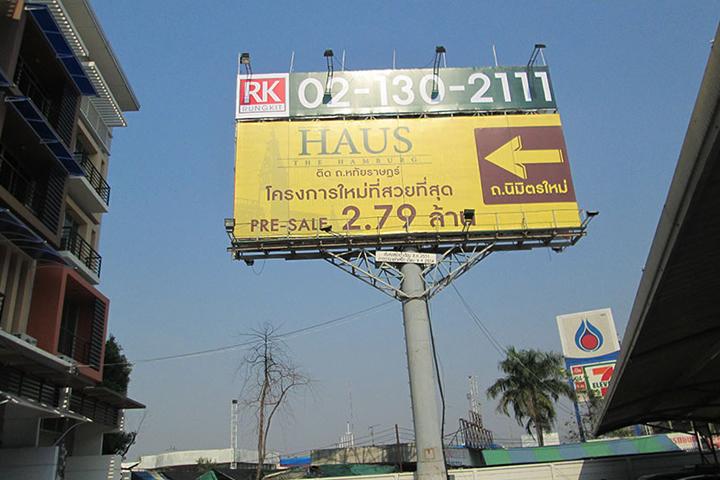 RK
RUNGKIT
02-130-2111
HAUS
THE HAMBURG
ติด ถ.หทัยราษฎร์
โครงการใหม่ที่สวยที่สุด
PRE-SALE 2.79 ล้าน
ถ.นิมิตรใหม่
7
ELEVEN